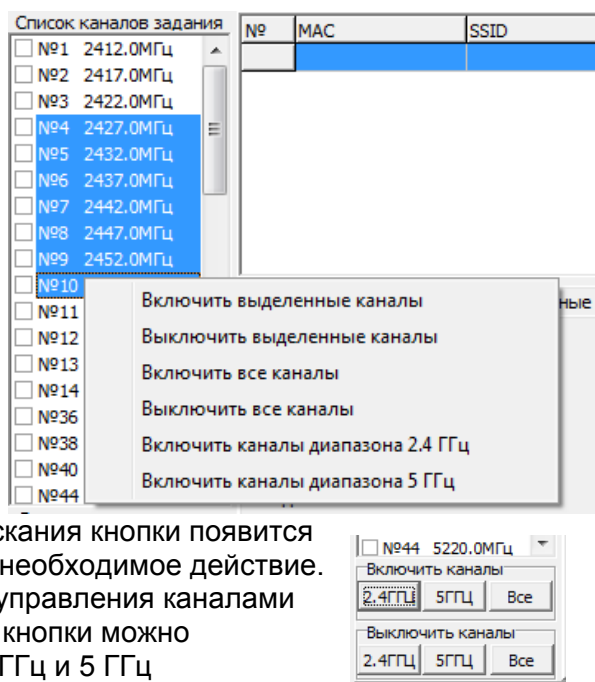 Список каналов задания
№1 2412.0МГц
№2 2417.0МГц
№3 2422.0МГц
№4 2427.0МГц
№5 2432.0МГц
№6 2437.0МГц
№7 2442.0МГц
№8 2447.0МГц
№9 2452.0МГц
№10
№11
№12
№13
№14
№36
№38
№40
№44
№ MAC SSID
Включить выделенные каналы
Выключить выделенные каналы
Включить все каналы
Выключить все каналы
Включить каналы диапазона 2.4 ГГц
Включить каналы диапазона 5 ГГц
ные
скания кнопки появится
необходимое действие.
управления каналами
кнопки можно
ГГц и 5 ГГц
№44 5220.0МГц
Включить каналы
2.4ГГЦ 5ГГЦ Все
Выключить каналы
2.4ГГЦ 5ГГЦ Все